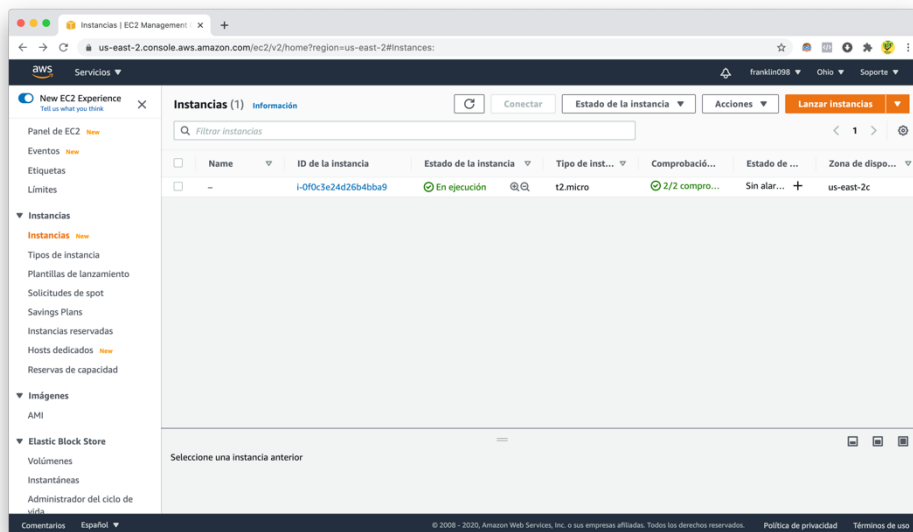 Instancias | EC2 Management
us-east-2.console.aws.amazon.com/ec2/v2/home?region=us-east-2#Instances:
aws Servicios franklin098 Ohio Soporte
New EC2 Experience
Tell us what you think
Panel de EC2 New
Eventos New
Etiquetas
Límites
Instancias
Instancias New
Tipos de instancia
Plantillas de lanzamiento
Solicitudes de spot
Savings Plans
Instancias reservadas
Hosts dedicados New
Reservas de capacidad
Imágenes
AMI
Elastic Block Store
Volúmenes
Instantáneas
Administrador del ciclo de
vida
Instancias (1) Información Conectar Estado de la instancia Acciones Lanzar instancias
Filtrar instancias 1
Name ID de la instancia Estado de la instancia Tipo de inst... Comprobació... Estado de ... Zona de dispo...
– i-0f0c3e24d26b4bba9 En ejecución t2.micro 2/2 compro... Sin alar... us-east-2c
Seleccione una instancia anterior
Comentarios Español © 2008 - 2020, Amazon Web Services, Inc. o sus empresas afiliadas. Todos los derechos reservados. Política de privacidad Términos de uso